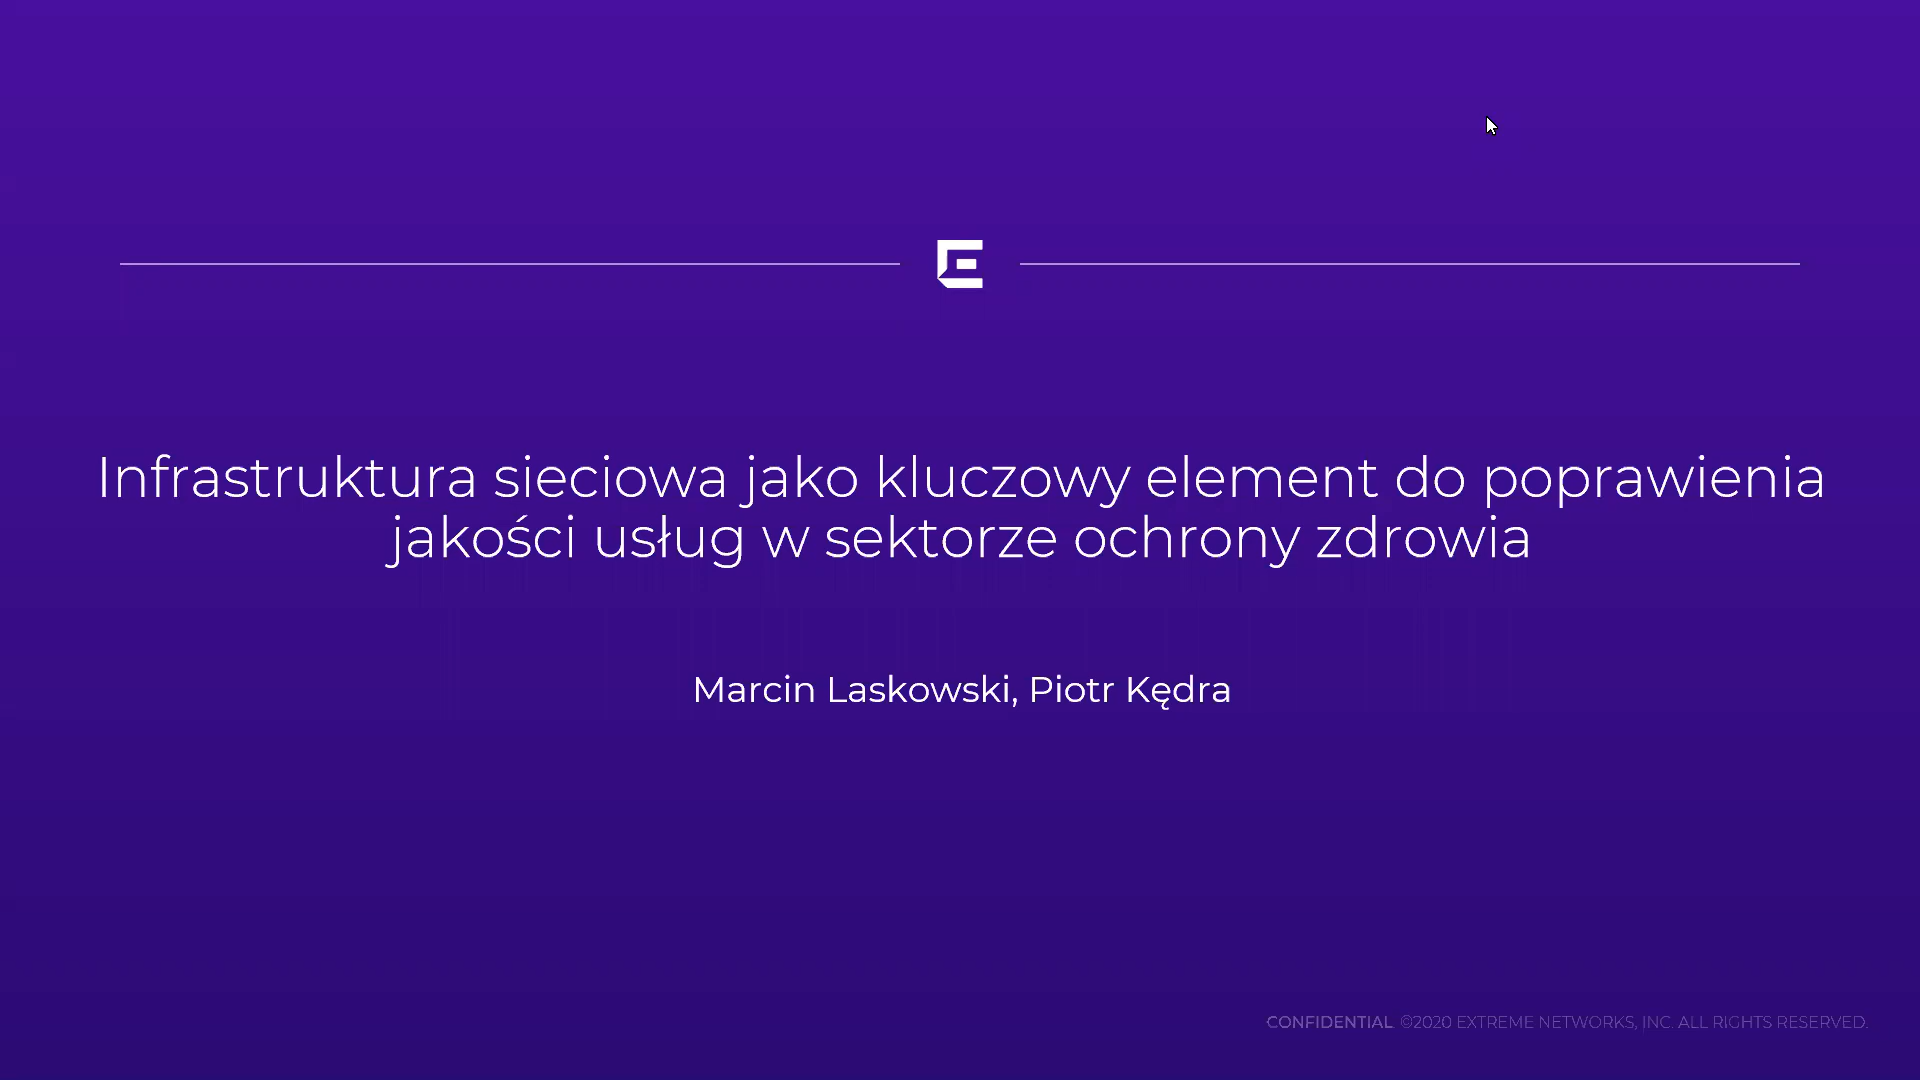 Infrastruktura sieciowa jako kluczowy element do poprawienia
jakości usług w sektorze ochrony zdrowia
Marcin Laskowski, Piotr Kędra
CONFIDENTIAL. ©2020 EXTREME NETWORKS, INC. ALL RIGHTS RESERVED.